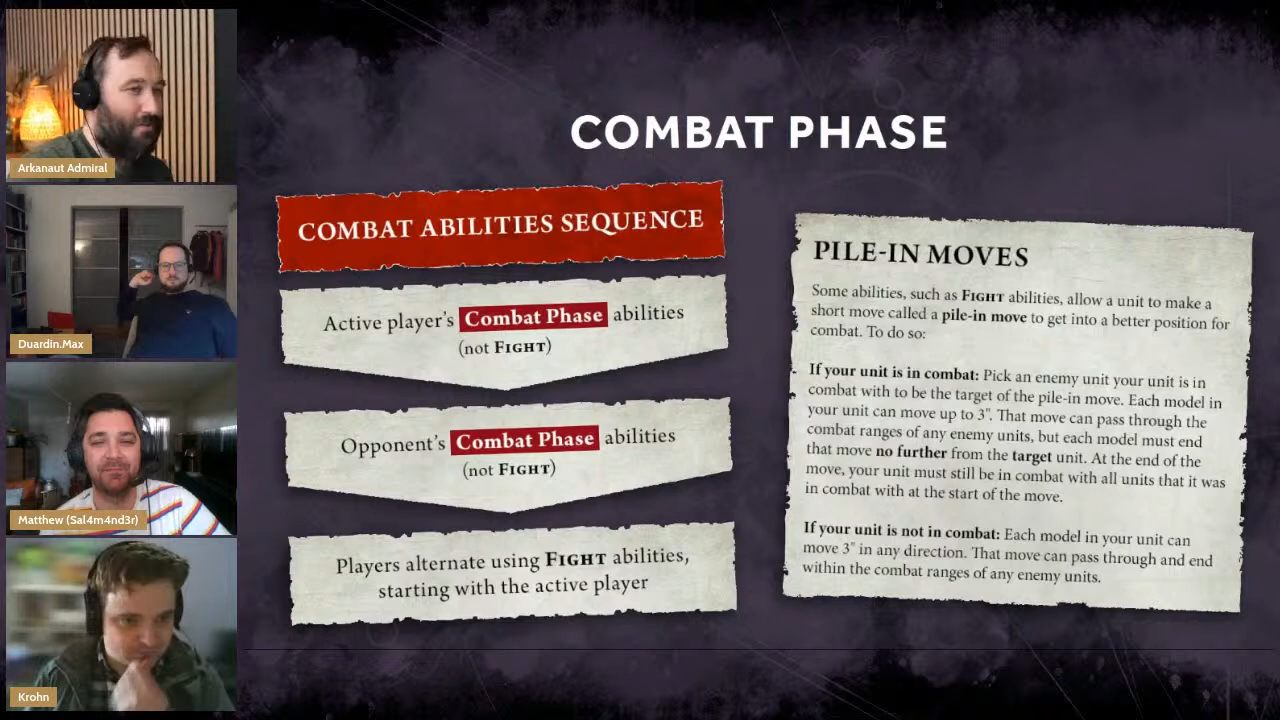 Arkanaut Admiral
Duardin.Max
Matthew (Sal4m4nd3r)
Krohn
COMBAT PHASE
COMBAT ABILITIES SEQUENCE
Active player's Combat Phase abilities
(not FIGHT)
Opponent's Combat Phase abilities
(not FIGHT)
Players alternate using FIGHT abilities,
starting with the active player
PILE-IN MOVES
Some abilities, such as FIGHT abilities, allow a unit to make a
short move called a pile-in move to get into a better position for
combat. To do so:
If your unit is in combat: Pick an enemy unit your unit is in
combat with to be the target of the pile-in move. Each model in
your unit can move up to 3". That move can pass through the
combat ranges of any enemy units, but each model must end
that move no further from the target unit. At the end of the
move, your unit must still be in combat with all units that it was
in combat with at the start of the move.
If your unit is not in combat: Each model in your unit can
move 3" in any direction. That move can pass through and end
within the combat ranges of any enemy units.